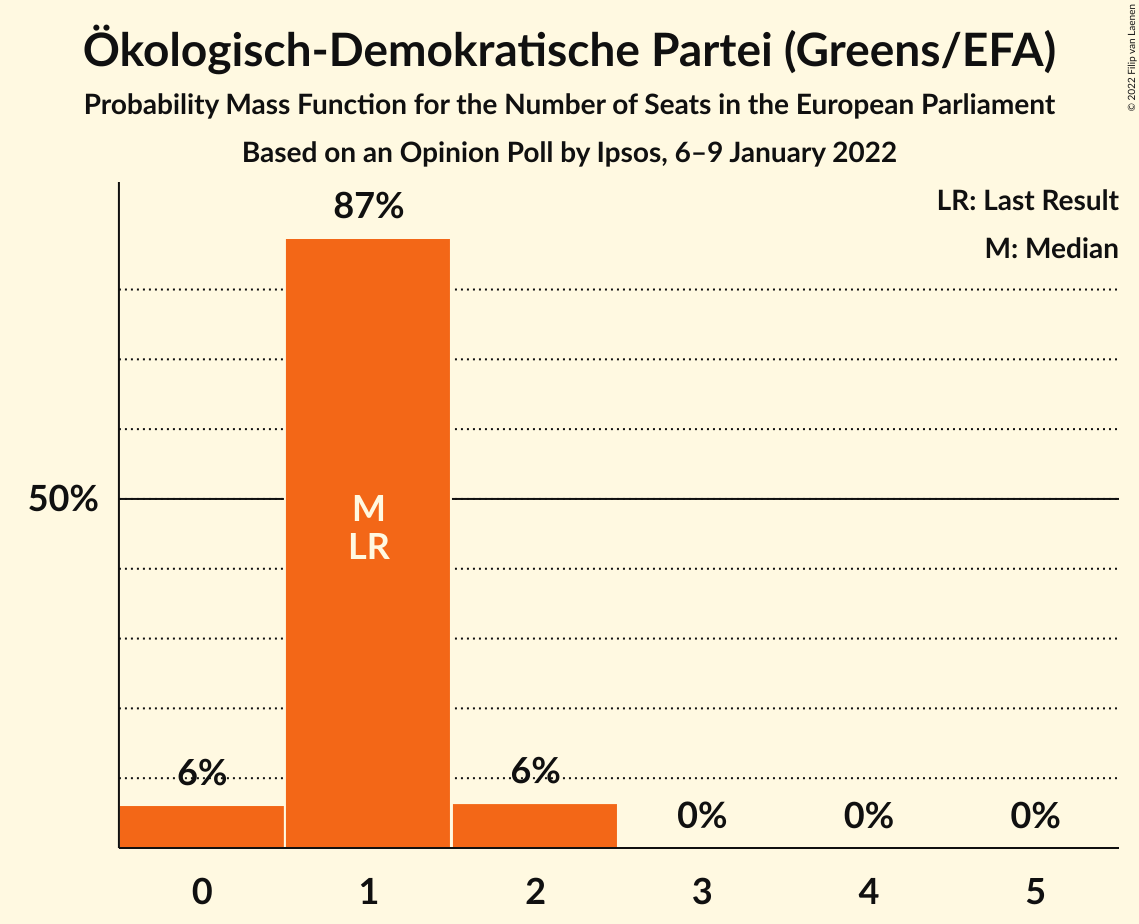 Ökologisch-Demokratische Partei (Greens/EFA)
Probability Mass Function for the Number of Seats in the European Parliament
Based on an Opinion Poll by Ipsos, 6–9 January 2022
© 2022 Filip van Laenen
LR: Last Result
M: Median
87%
50%
M
LR
6%
6%
0%
0%
0%
0
1
2
3
4
5